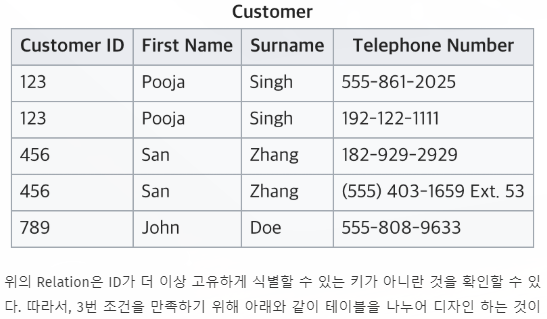 Customer
Customer ID First Name Surname Telephone Number
123 Pooja Singh 555-861-2025
123 Pooja Singh 192-122-1111
456 San Zhang 182-929-2929
456 San Zhang (555) 403-1659 Ext. 53
789 John Doe 555-808-9633
위의 Relation은 ID가 더 이상 고유하게 식별할 수 있는 키가 아니란 것을 확인할 수 있
다. 따라서, 3번 조건을 만족하기 위해 아래와 같이 테이블을 나누어 디자인 하는 것이